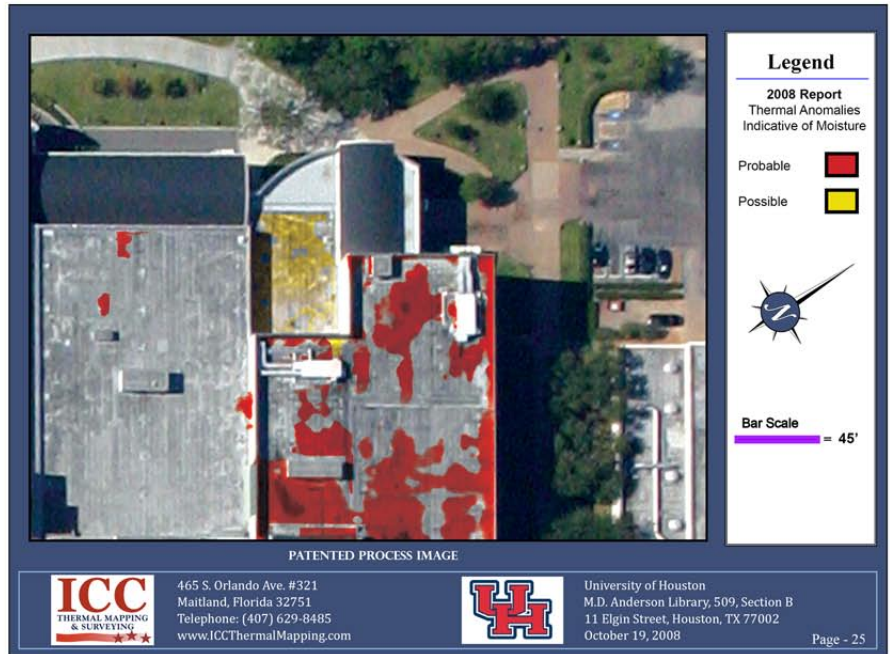 Legend
2008 Report
Thermal Anomalies
Indicative of Moisture
Probable
Possible
N
Bar Scale
= 45'
PATENTED PROCESS IMAGE
ICC
THERMAL MAPPING
& SURVEYING
465 S. Orlando Ave. #321
Maitland, Florida 32751
Telephone: (407) 629-8485
www.ICCThermalMapping.com
UH
University of Houston
M.D. Anderson Library, 509, Section B
11 Elgin Street, Houston, TX 77002
October 19, 2008
Page - 25